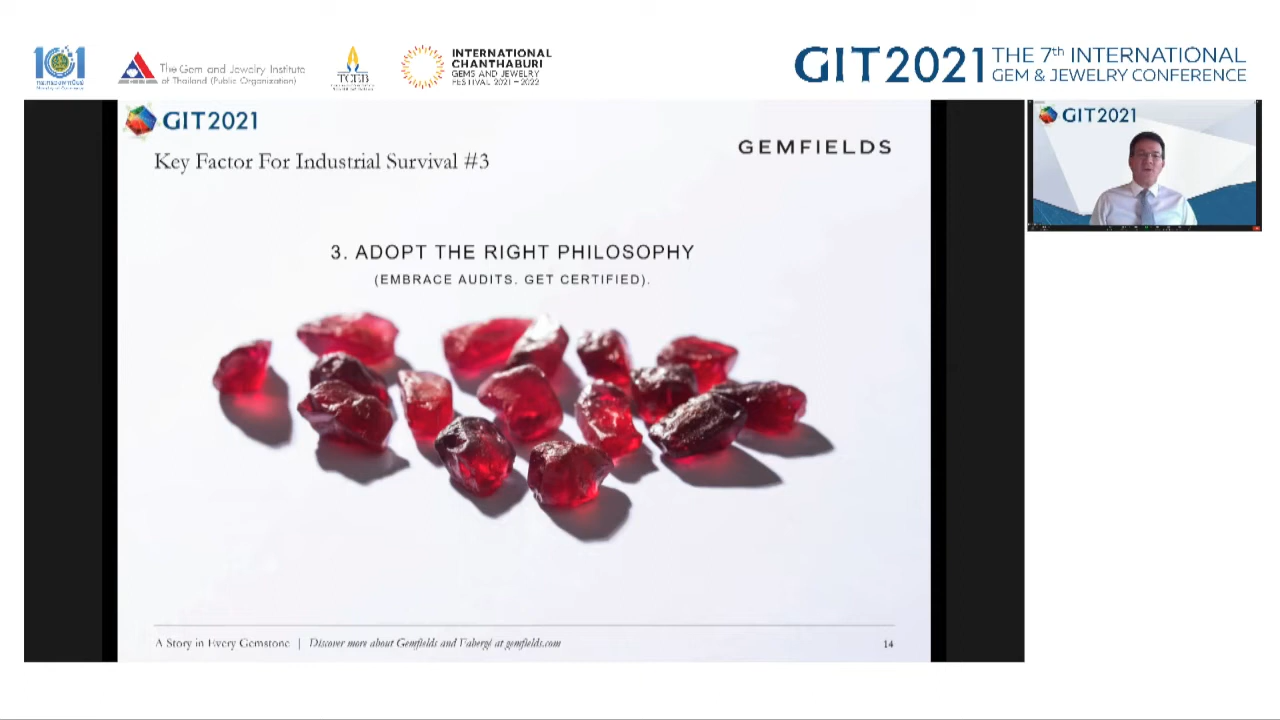 101
The Gem and Jewelry Institute
of Thailand (Public Organization)
TCEB
INTERNATIONAL
CHANTHABURI
GEMS AND JEWELRY
FESTIVAL 2021 – 2022
GIT2021
THE 7th INTERNATIONAL
GEM & JEWELRY CONFERENCE
GIT2021
GEMFIELDS
Key Factor For Industrial Survival #3
3. ADOPT THE RIGHT PHILOSOPHY
(EMBRACE AUDITS. GET CERTIFIED).
A Story in Every Gemstone | Discover more about Gemfields and Fabergé at gemfields.com
14
GIT2021